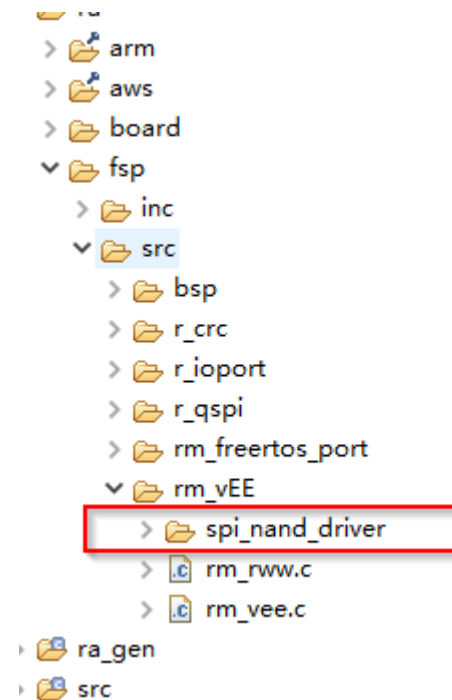 arm
aws
board
fsp
inc
src
bsp
r_crc
r_ioport
r_qspi
rm_freertos_port
rm_vEE
spi_nand_driver
rm_rww.c
rm_vee.c
ra_gen
src